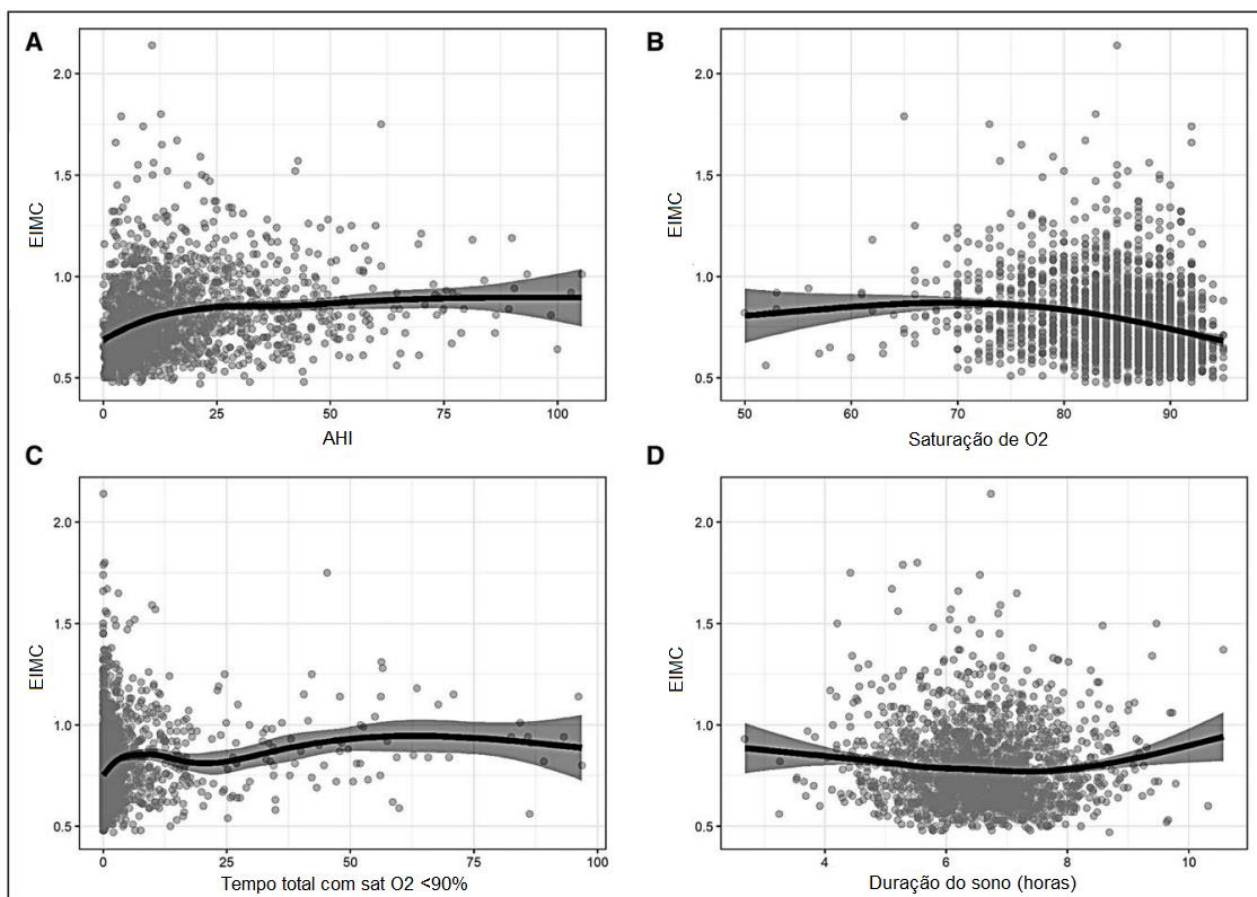 A
EIMC
2.0
1.5
1.0
0.5
0
25
50
75
100
AHI
B
EIMC
2.0
1.5
1.0
0.5
50
60
70
80
90
Saturação de O2
C
EIMC
2.0
1.5
1.0
0.5
0
25
50
75
100
Tempo total com sat O2 <90%
D
EIMC
2.0
1.5
1.0
0.5
4
6
8
10
Duração do sono (horas)